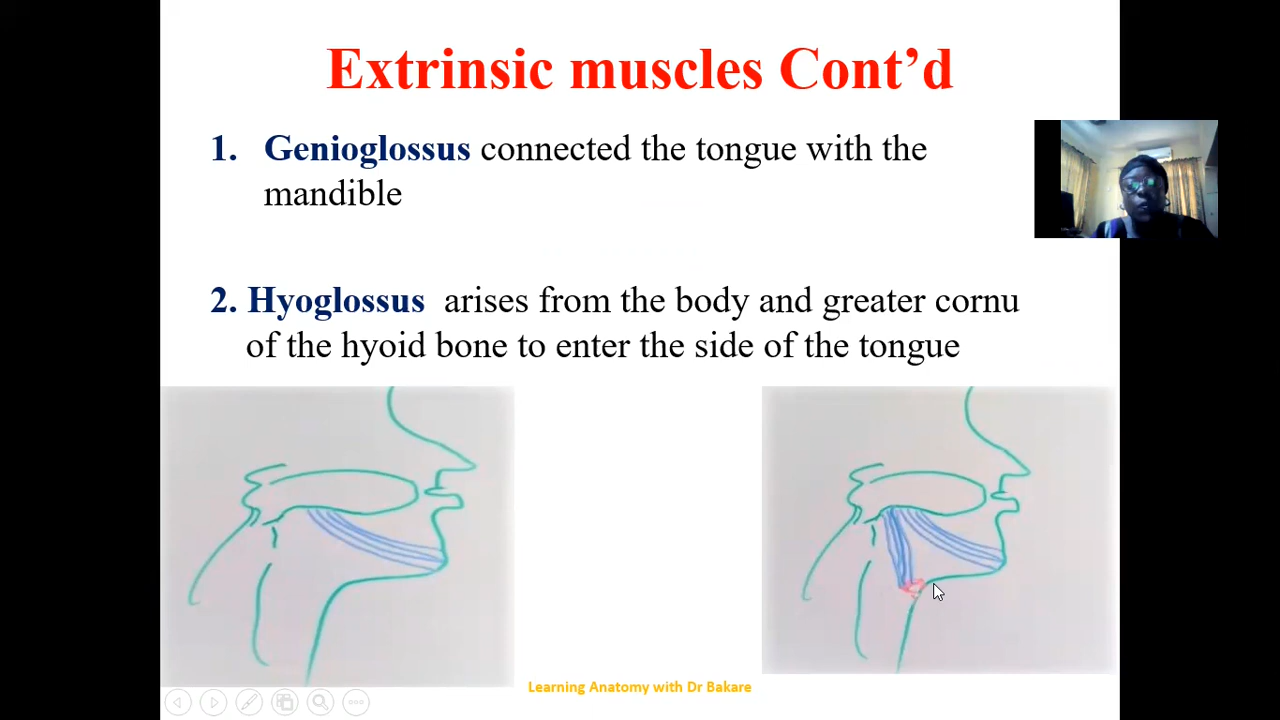 Extrinsic muscles Cont’d
1. Genioglossus connected the tongue with the
mandible
2. Hyoglossus arises from the body and greater cornu
of the hyoid bone to enter the side of the tongue
Learning Anatomy with Dr Bakare